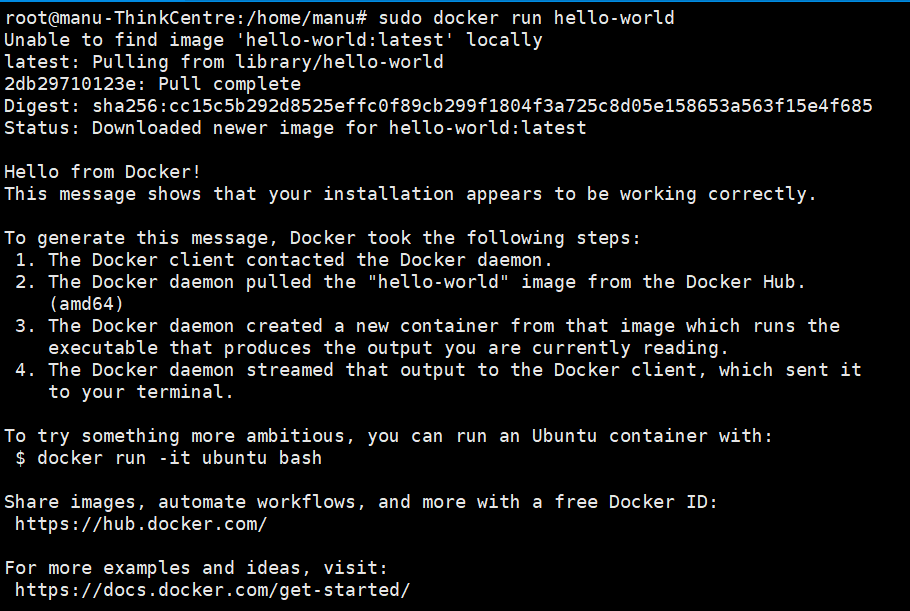 root@manu-ThinkCentre:/home/manu# sudo docker run hello-world
Unable to find image 'hello-world:latest' locally
latest: Pulling from library/hello-world
2db29710123e: Pull complete
Digest: sha256:cc15c5b292d8525effc0f89cb299f1804f3a725c8d05e158653a563f15e4f685
Status: Downloaded newer image for hello-world:latest

Hello from Docker!
This message shows that your installation appears to be working correctly.

To generate this message, Docker took the following steps:
 1. The Docker client contacted the Docker daemon.
 2. The Docker daemon pulled the "hello-world" image from the Docker Hub.
    (amd64)
 3. The Docker daemon created a new container from that image which runs the
    executable that produces the output you are currently reading.
 4. The Docker daemon streamed that output to the Docker client, which sent it
    to your terminal.

To try something more ambitious, you can run an Ubuntu container with:
 $ docker run -it ubuntu bash

Share images, automate workflows, and more with a free Docker ID:
 https://hub.docker.com/

For more examples and ideas, visit:
 https://docs.docker.com/get-started/